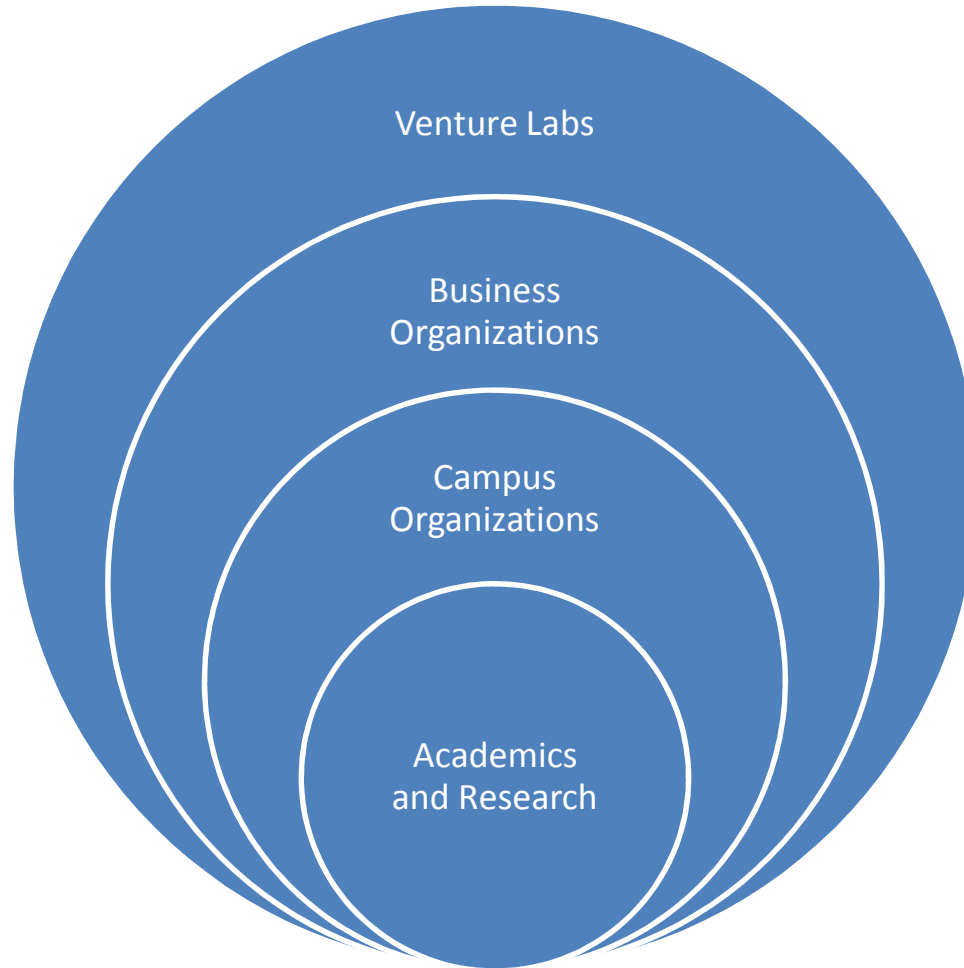 Venture Labs
Business
Organizations
Campus
Organizations
Academics
and Research